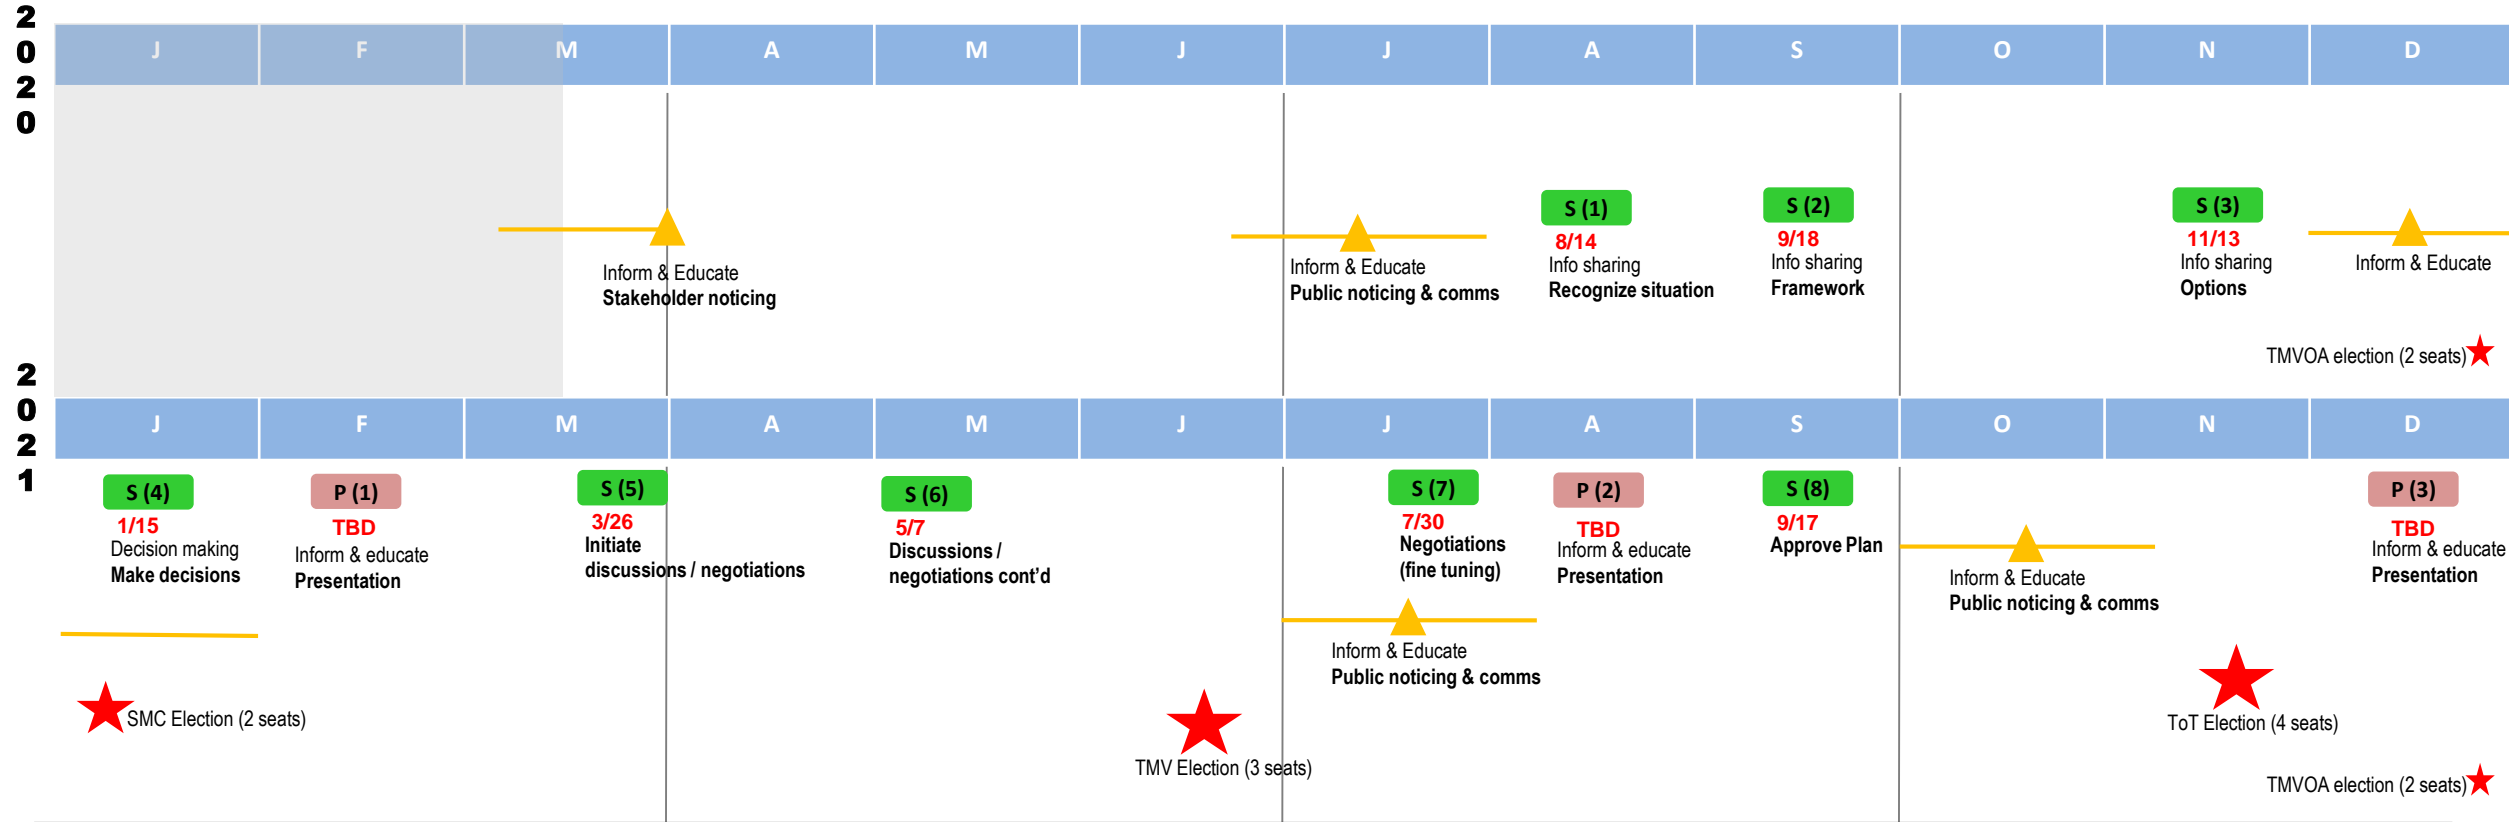 2020
J F M A M J J A S O N D
S (1)
8/14
Info sharing
Recognize situation
S (2)
9/18
Info sharing
Framework
S (3)
11/13
Info sharing
Options
Inform & Educate
Stakeholder noticing
Inform & Educate
Public noticing & comms
Inform & Educate
TMVOA election (2 seats)
2021
J F M A M J J A S O N D
S (4)
1/15
Decision making
Make decisions
P (1)
TBD
Inform & educate
Presentation
S (5)
3/26
Initiate
discussions / negotiations
S (6)
5/7
Discussions /
negotiations cont’d
S (7)
7/30
Negotiations
(fine tuning)
P (2)
TBD
Inform & educate
Presentation
S (8)
9/17
Approve Plan
P (3)
TBD
Inform & educate
Presentation
Inform & Educate
Public noticing & comms
Inform & Educate
Public noticing & comms
SMC Election (2 seats)
TMV Election (3 seats)
ToT Election (4 seats)
TMVOA election (2 seats)